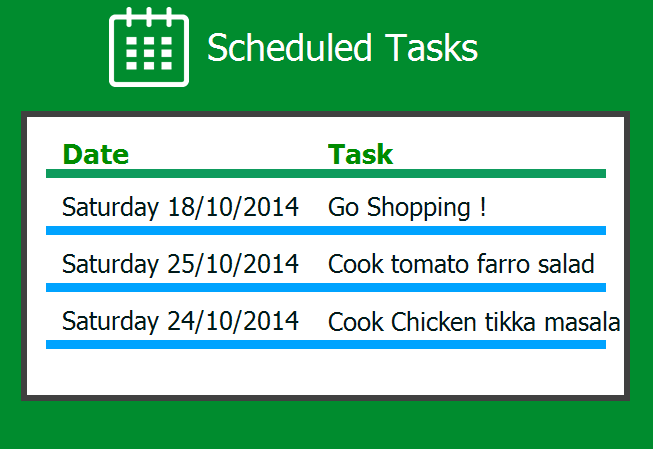 Scheduled Tasks
Date Task
Saturday 18/10/2014 Go Shopping !
Saturday 25/10/2014 Cook tomato farro salad
Saturday 24/10/2014 Cook Chicken tikka masala